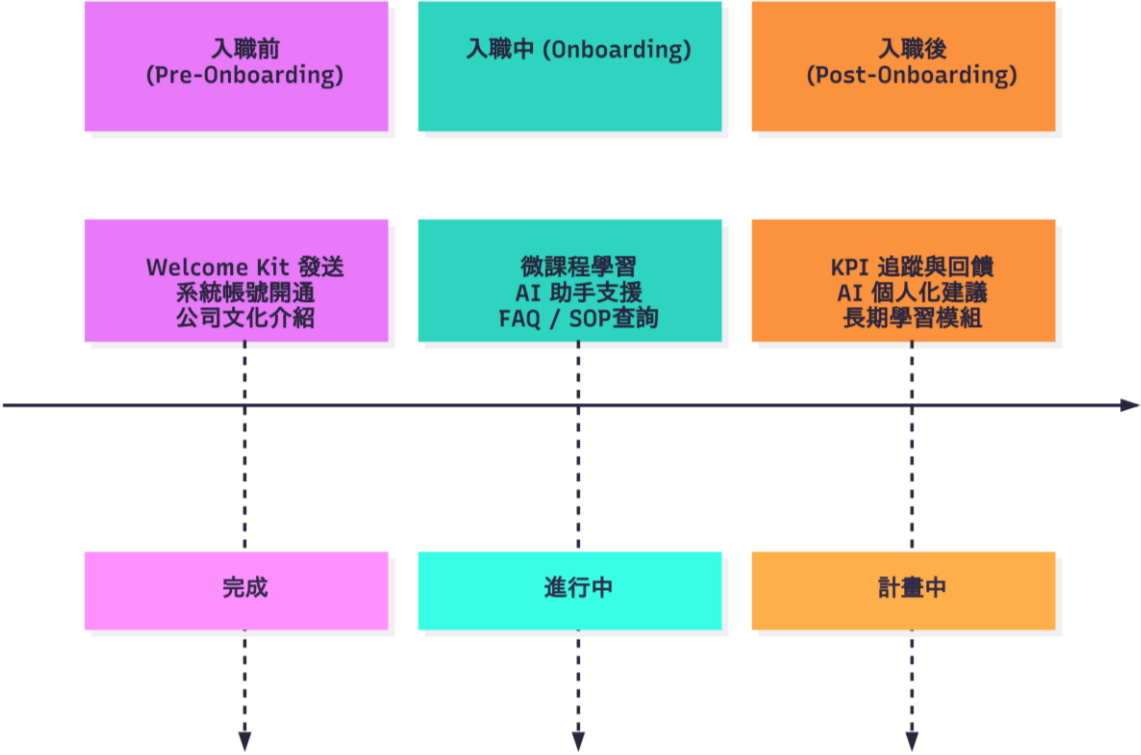 入職前
(Pre-Onboarding)
入職中 (Onboarding)
入職後
(Post-Onboarding)
Welcome Kit 發送
系統帳號開通
公司文化介紹
微課程學習
AI 助手支援
FAQ / SOP查詢
KPI 追蹤與回饋
AI 個人化建議
長期學習模組
完成
進行中
計畫中